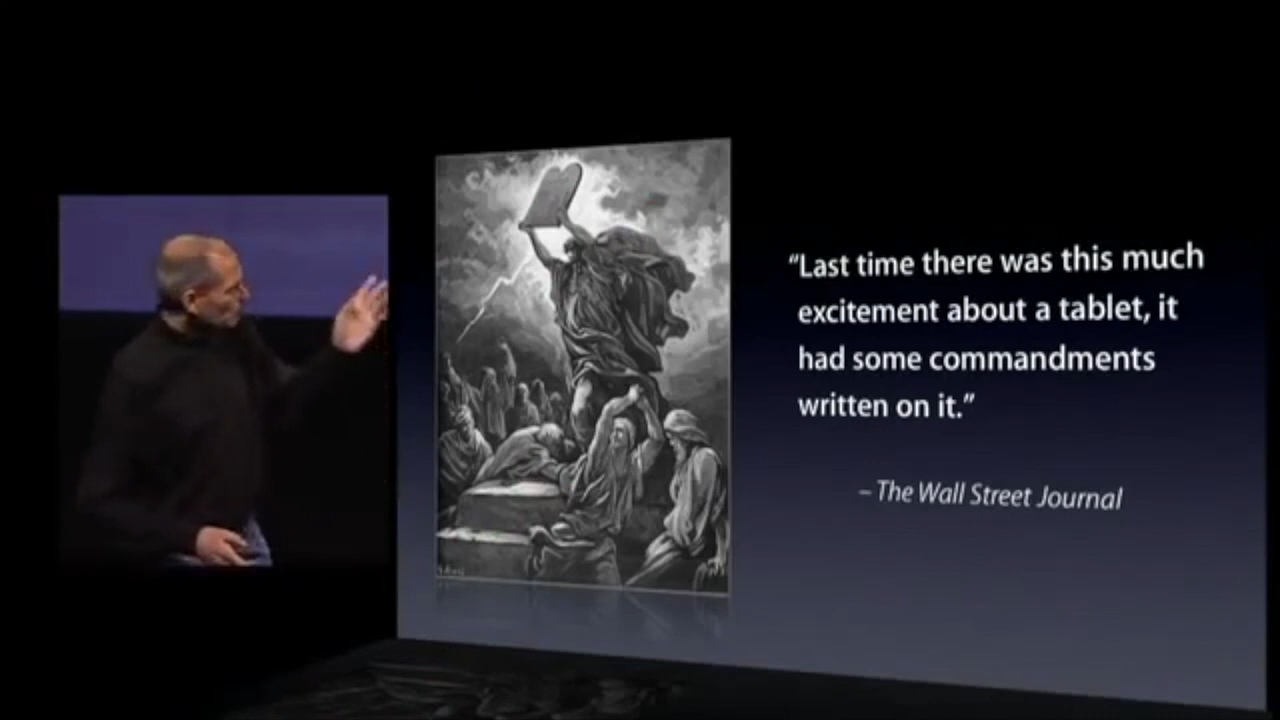 “Last time there was this much
excitement about a tablet, it
had some commandments
written on it.”
– The Wall Street Journal